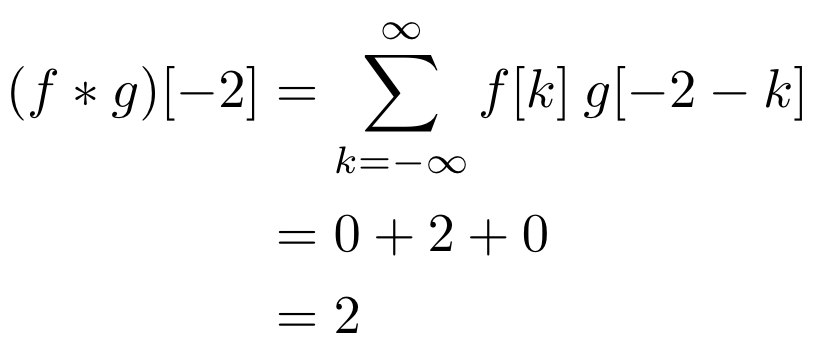 (f ∗ g)[−2] = ∑_{k=−∞}^{∞} f[k] g[−2 − k]
= 0 + 2 + 0
= 2